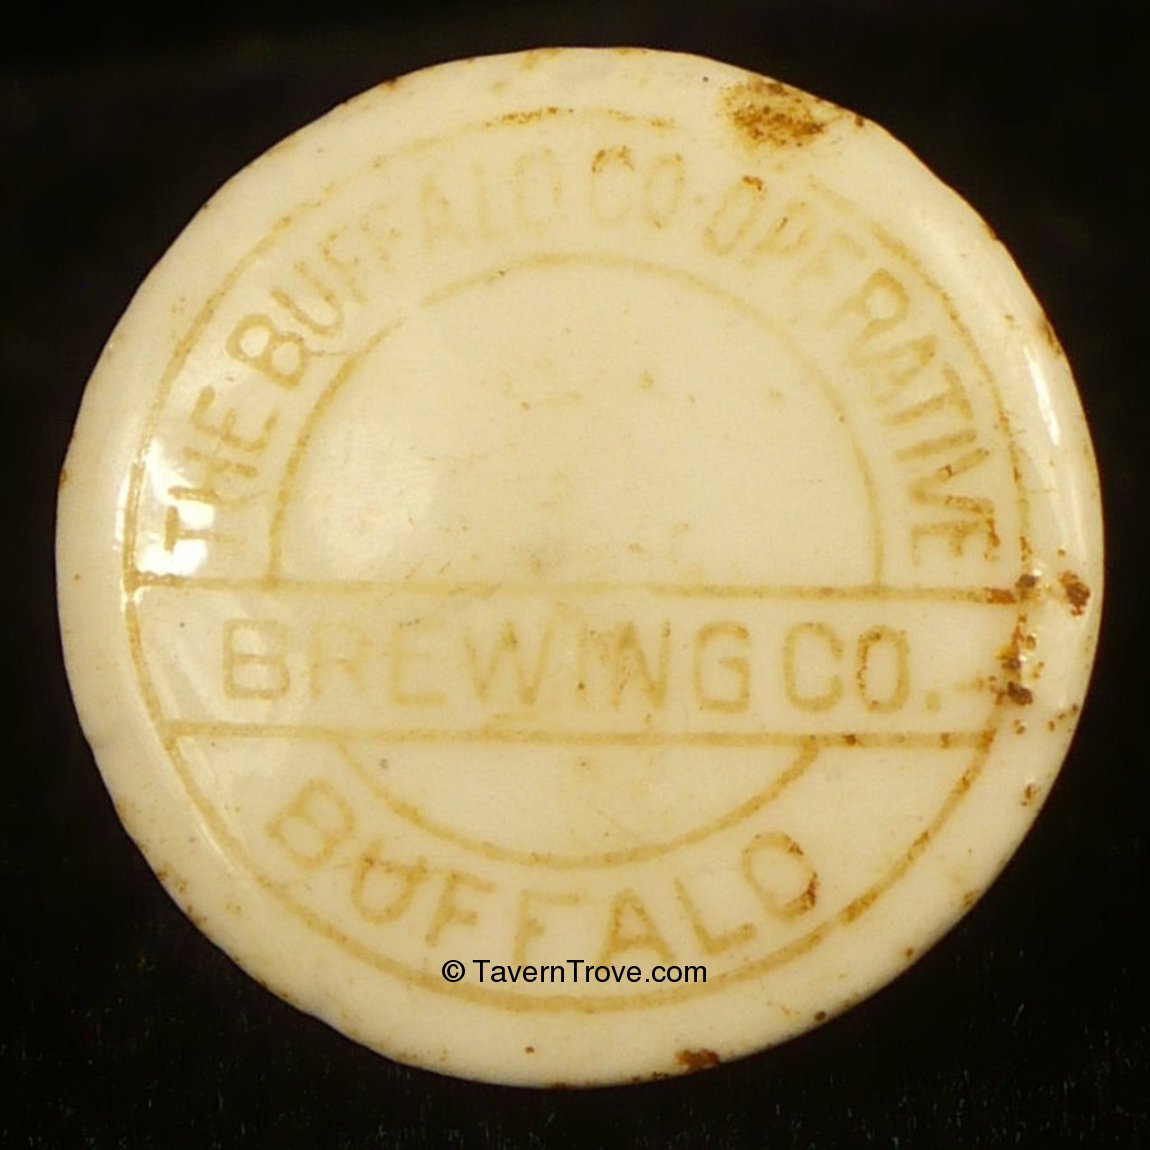 THE BUFFALO CO-OPERATIVE
BREWING CO.
BUFFALO
© TavernTrove.com